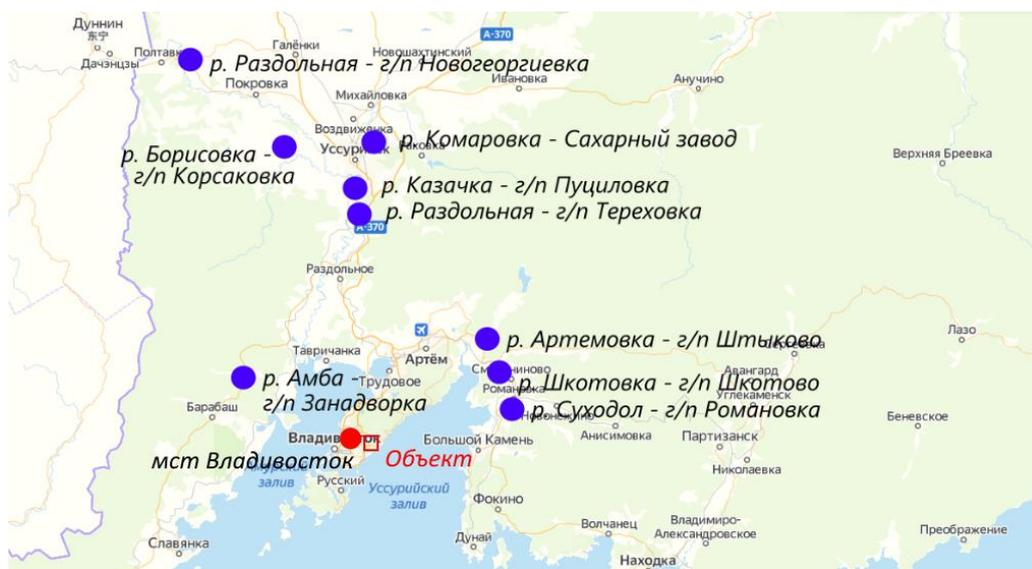 Дуннин
东宁
Полтавка
Дачэнцзы
Галёнки
Новошахтинский
А-370
р. Раздольная - г/п Новогеоргиевка
Ивановка
Анучино
Покровка
Михайловка
Воздвиженка
р. Комаровка - Сахарный завод
Уссурийск
р. Борисовка -
г/п Корсаковка
Верхняя Бреевка
р. Казачка - г/п Пуциловка
р. Раздольная - г/п Тереховка
А-370
Раздольное
Лазо
р. Артемовка - г/п Штыково
Тавричанка
Артём
Авангард
р. Амба -
г/п Занадворка
Трудовое
р. Шкотовка - г/п Шкотово
Углекаменск
Романовка
Барабаш
р. Суходол - г/п Романовка
Беневское
Анисимовка
Партизанск
Владивосток
Большой Камень
мст Владивосток
Объект
Николаевка
залив
Русский
Уссурийский
залив
Фокино
Волчанец
Владимиро-
Александровское
Преображение
Славянка
Дунай
Находка